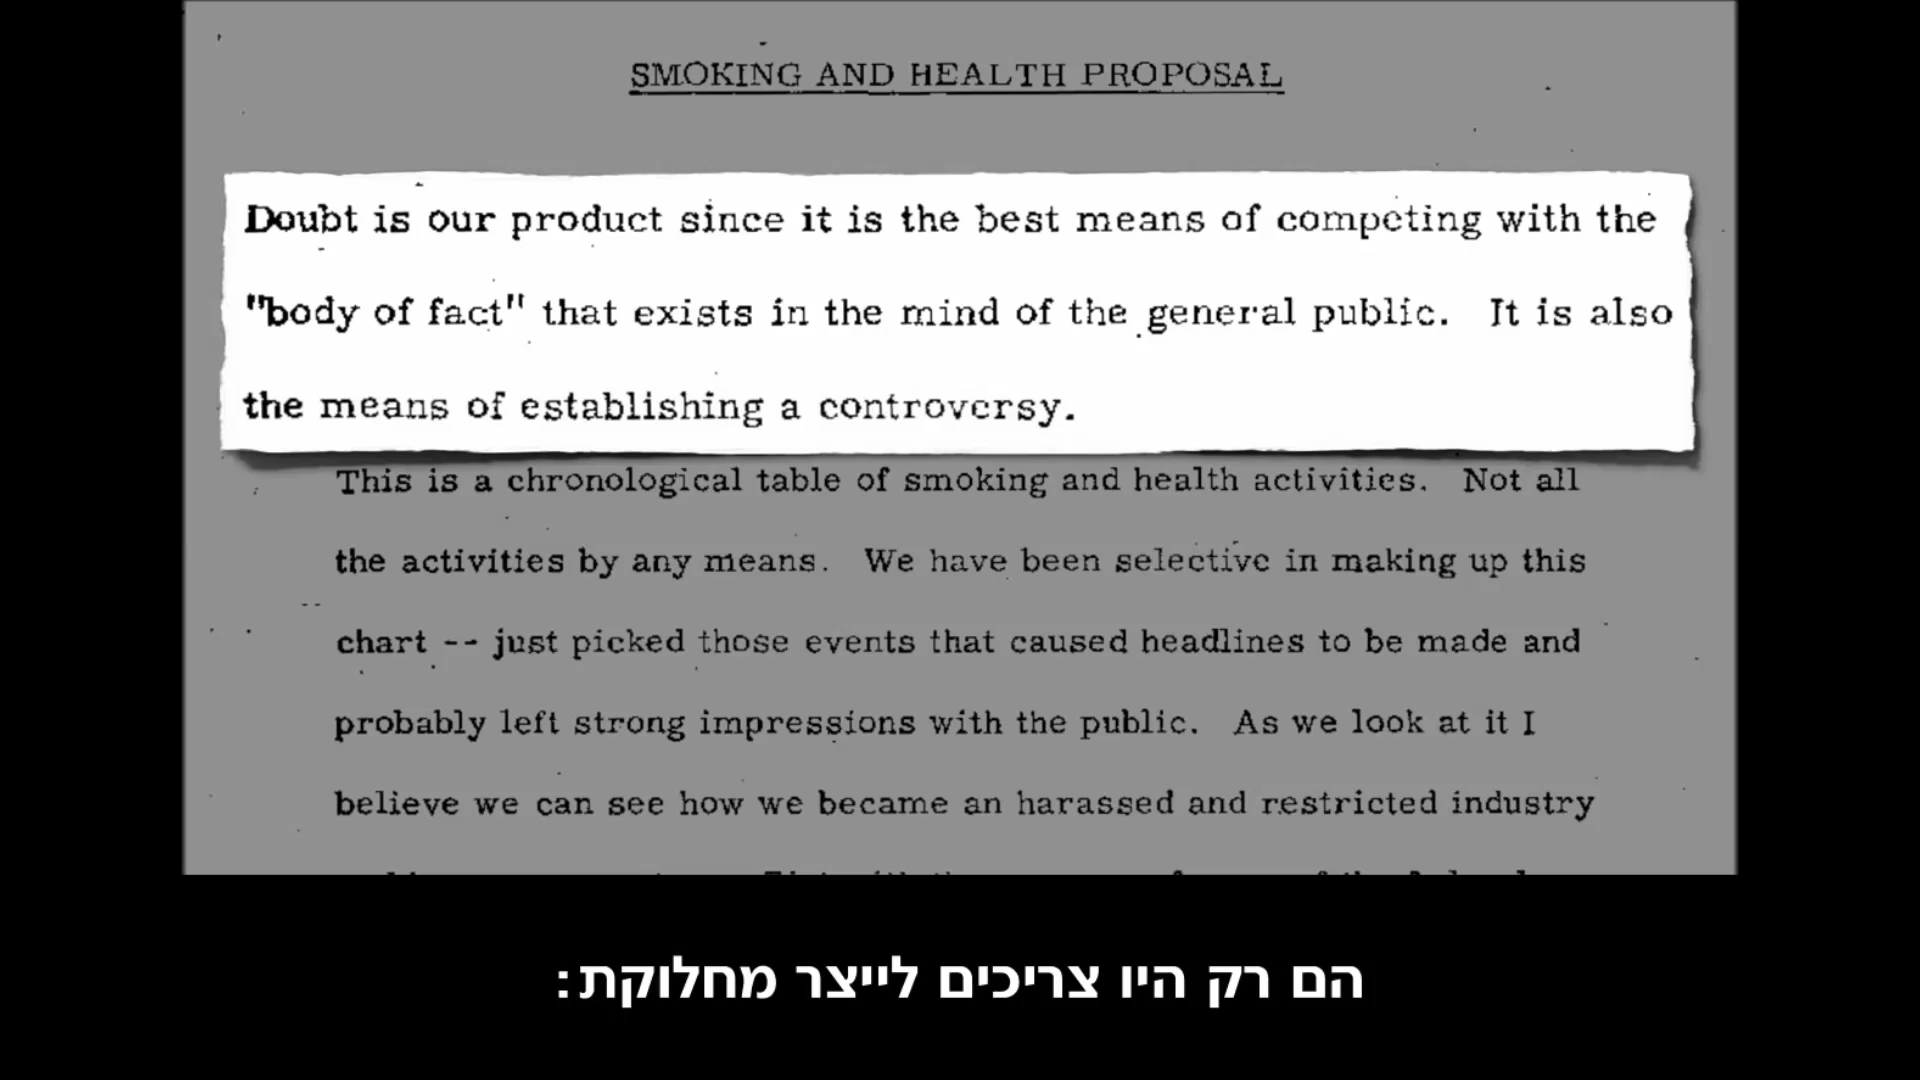 SMOKING AND HEALTH PROPOSAL
Doubt is our product since it is the best means of competing with the
"body of fact" that exists in the mind of the general public. It is also
the means of establishing a controversy.
This is a chronological table of smoking and health activities. Not all
the activities by any means. We have been selective in making up this
chart -- just picked those events that caused headlines to be made and
probably left strong impressions with the public. As we look at it I
believe we can see how we became an harassed and restricted industry
הם רק היו צריכים לייצר מחלוקת: